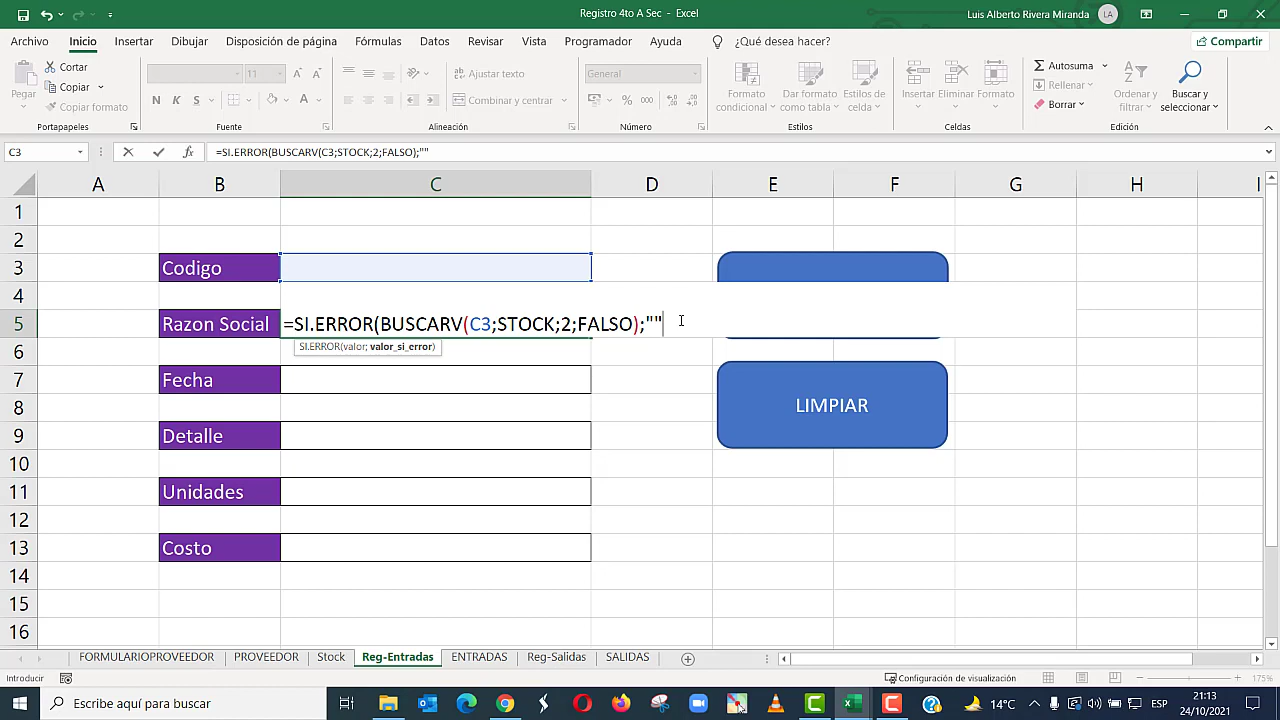 Registro 4to A Sec - Excel
Luis Alberto Rivera Miranda LA
Archivo Inicio Insertar Dibujar Disposición de página Fórmulas Datos Revisar Vista Programador Ayuda ¿Qué desea hacer? Compartir
Pegar Cortar Copiar Copiar formato
Portapapeles
11
N K S
Fuente
Ajustar texto
Combinar y centrar
Alineación
General
% 000
Número
Formato condicional Dar formato como tabla Estilos de celda
Estilos
Insertar Eliminar Formato
Celdas
Autosuma Rellenar Borrar
Ordenar y filtrar Buscar y seleccionar
Edición
C3 fx =SI.ERROR(BUSCARV(C3;STOCK;2;FALSO);""
A B C D E F G H I
1
2
3 Codigo
4
5 Razon Social =SI.ERROR(BUSCARV(C3;STOCK;2;FALSO);""
SI.ERROR(valor; valor_si_error)
6
7 Fecha
8 LIMPIAR
9 Detalle
10
11 Unidades
12
13 Costo
14
15
16
FORMULARIOPROVEEDOR PROVEEDOR Stock Reg-Entradas ENTRADAS Reg-Salidas SALIDAS
Introducir Configuración de visualización 175%
Escribe aquí para buscar 14°C ESP 21:13
24/10/2021